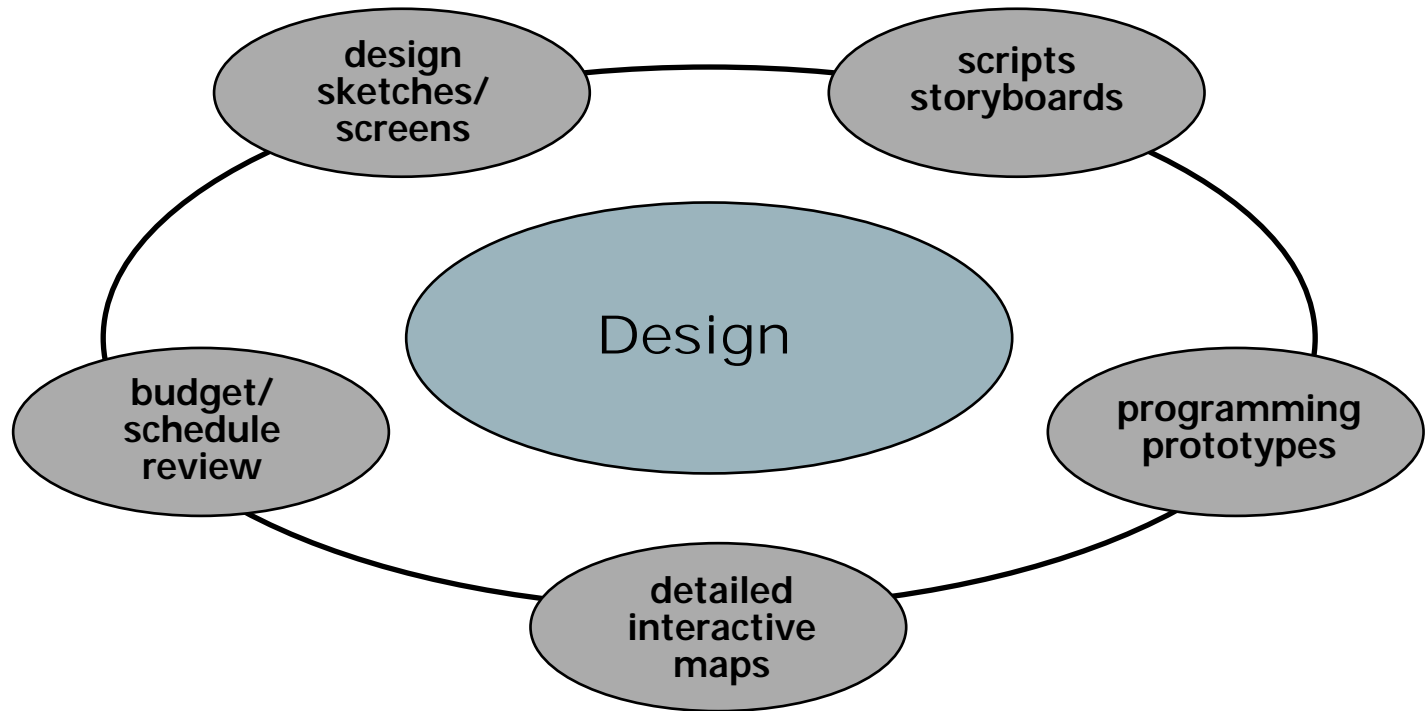 design
sketches/
screens
scripts
storyboards
Design
budget/
schedule
review
programming
prototypes
detailed
interactive
maps